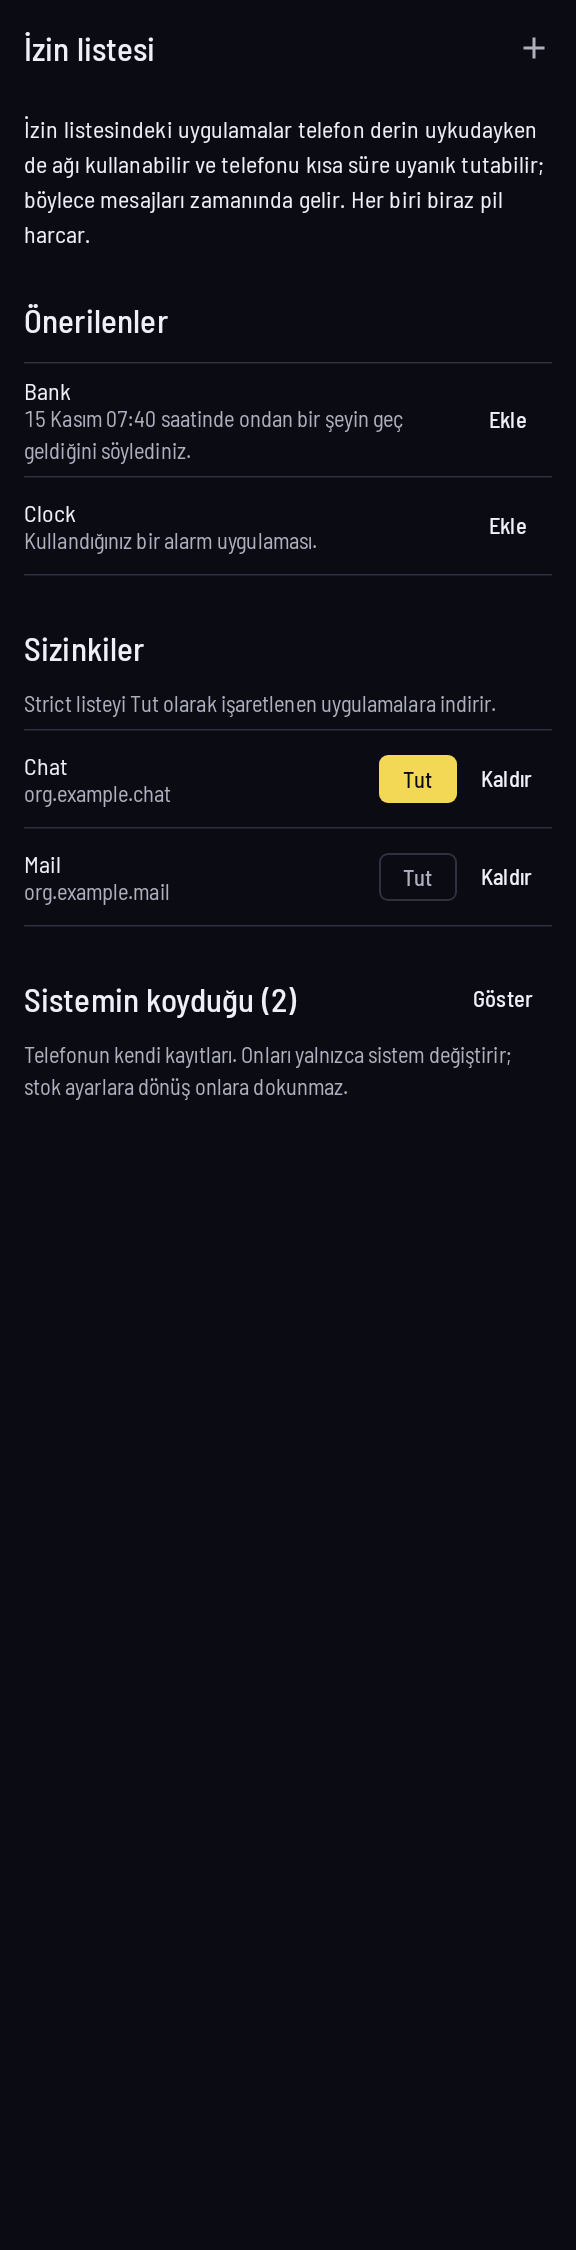 İzin listesi
İzin listesindeki uygulamalar telefon derin uykudayken
de ağı kullanabilir ve telefonu kısa süre uyanık tutabilir;
böylece mesajları zamanında gelir. Her biri biraz pil
harcar.
Önerilenler
Bank
15 Kasım 07:40 saatinde ondan bir şeyin geç
geldiğini söylediniz.
Ekle
Clock
Kullandığınız bir alarm uygulaması.
Ekle
Sizinkiler
Strict listeyi Tut olarak işaretlenen uygulamalara indirir.
Chat
org.example.chat
Tut
Kaldır
Mail
org.example.mail
Tut
Kaldır
Sistemin koyduğu (2)
Göster
Telefonun kendi kayıtları. Onları yalnızca sistem değiştirir;
stok ayarlara dönüş onlara dokunmaz.